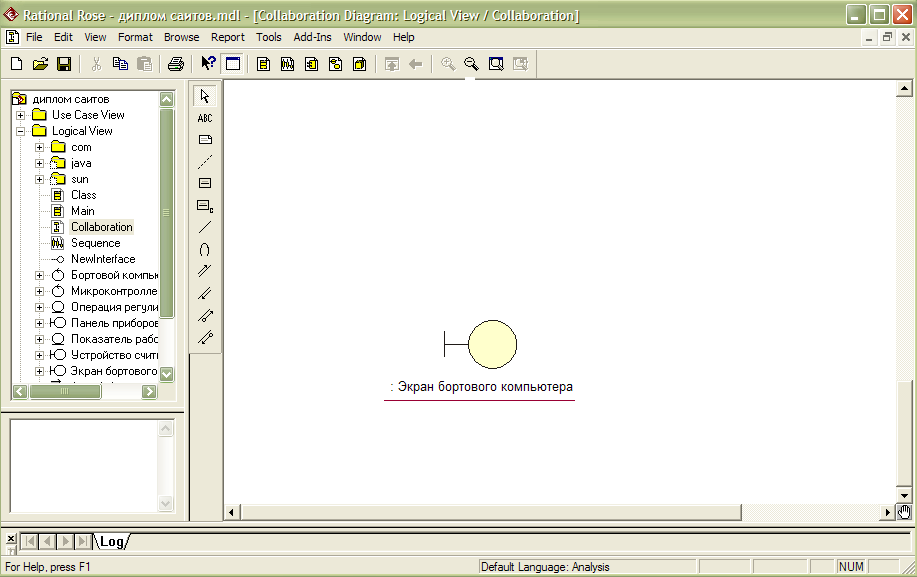 Rational Rose - диплом саитов.mdl - [Collaboration Diagram: Logical View / Collaboration]
File Edit View Format Browse Report Tools Add-Ins Window Help
диплом саитов
Use Case View
Logical View
com
java
sun
Class
Main
Collaboration
Sequence
NewInterface
Бортовой компью
Микроконтролле
Операция регули
Панель приборов
Показатель рабо
Устройство счит
Экран бортового
ABC
: Экран бортового компьютера
Log
For Help, press F1
Default Language: Analysis
NUM